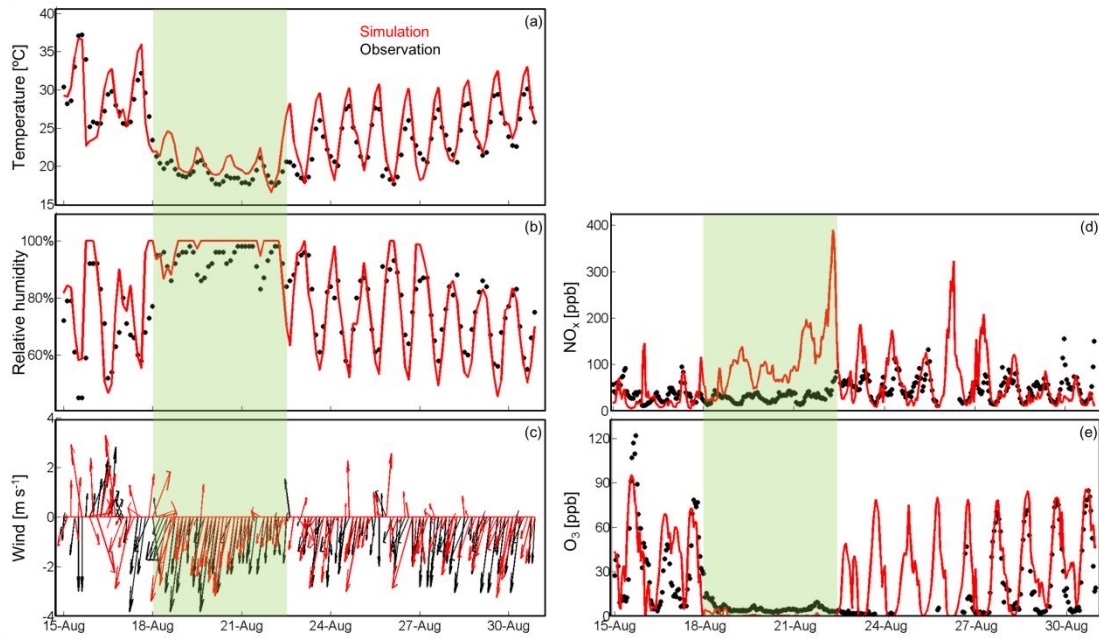 (a)
Simulation
Observation
Temperature [ºC]
40
35
30
25
20
15
(b)
Relative humidity
100%
80%
60%
(c)
Wind [m s⁻¹]
4
2
0
-2
-4
15-Aug 18-Aug 21-Aug 24-Aug 27-Aug 30-Aug
(d)
NOₓ [ppb]
400
300
200
100
0
(e)
O₃ [ppb]
120
90
60
30
0
15-Aug 18-Aug 21-Aug 24-Aug 27-Aug 30-Aug